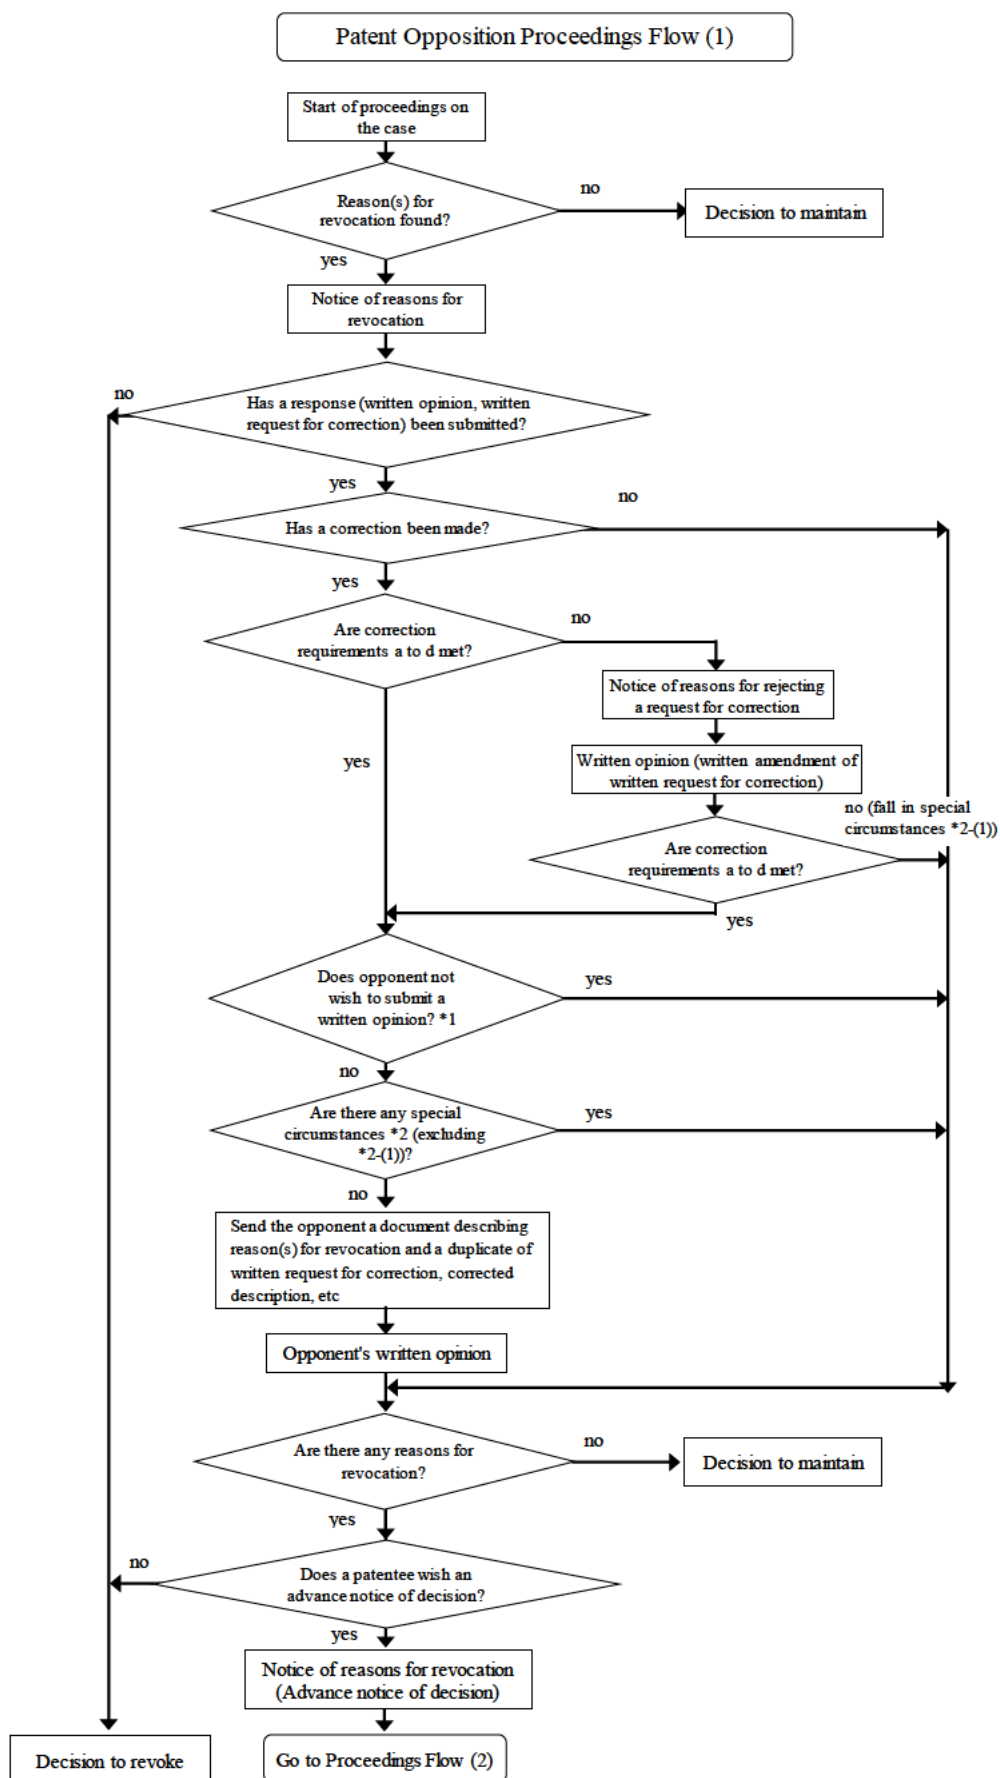 Patent Opposition Proceedings Flow (1)
Start of proceedings on
the case
Reason(s) for
revocation found?
no
Decision to maintain
yes
Notice of reasons for
revocation
no
Has a response (written opinion, written
request for correction) been submitted?
yes
no
Has a correction been made?
yes
Are correction
requirements a to d met?
no
Notice of reasons for rejecting
a request for correction
yes
Written opinion (written amendment of
written request for correction)
no (fall in special
circumstances *2-(1))
Are correction
requirements a to d met?
yes
Does opponent not
wish to submit a
written opinion? *1
yes
no
Are there any special
circumstances *2 (excluding
*2-(1))?
yes
no
Send the opponent a document describing
reason(s) for revocation and a duplicate of
written request for correction, corrected
description, etc
Opponent's written opinion
Are there any reasons for
revocation?
no
Decision to maintain
yes
no
Does a patentee wish an
advance notice of decision?
yes
Notice of reasons for revocation
(Advance notice of decision)
Decision to revoke
Go to Proceedings Flow (2)